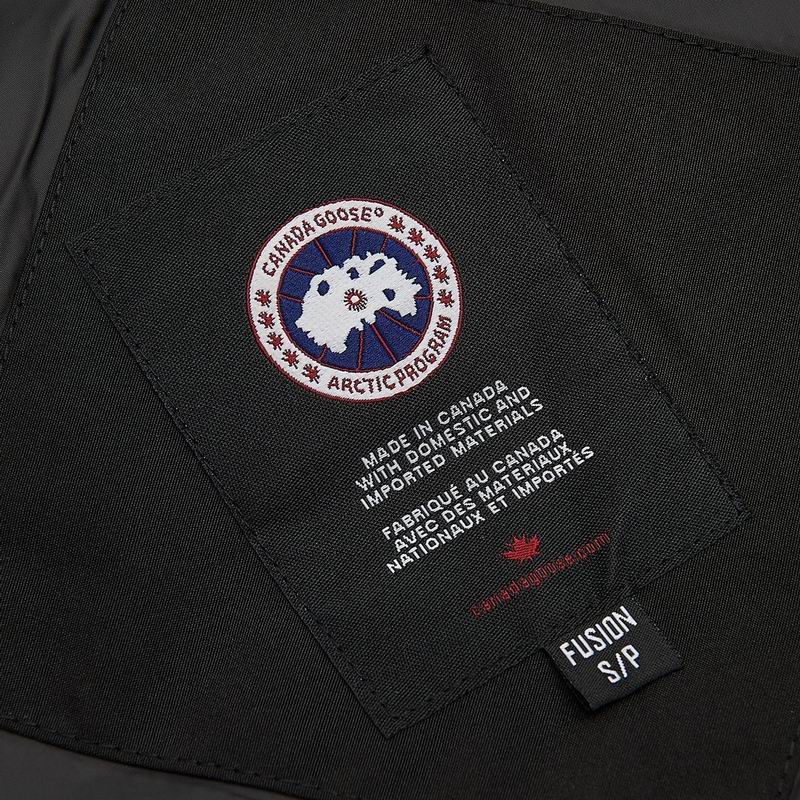 CANADA GOOSE®
ARCTIC PROGRAM
MADE IN CANADA
WITH DOMESTIC AND
IMPORTED MATERIALS
FABRIQUÉ AU CANADA
AVEC DES MATERIAUX
NATIONAUX ET IMPORTÉS
canadagoose.com
FUSION
S/P